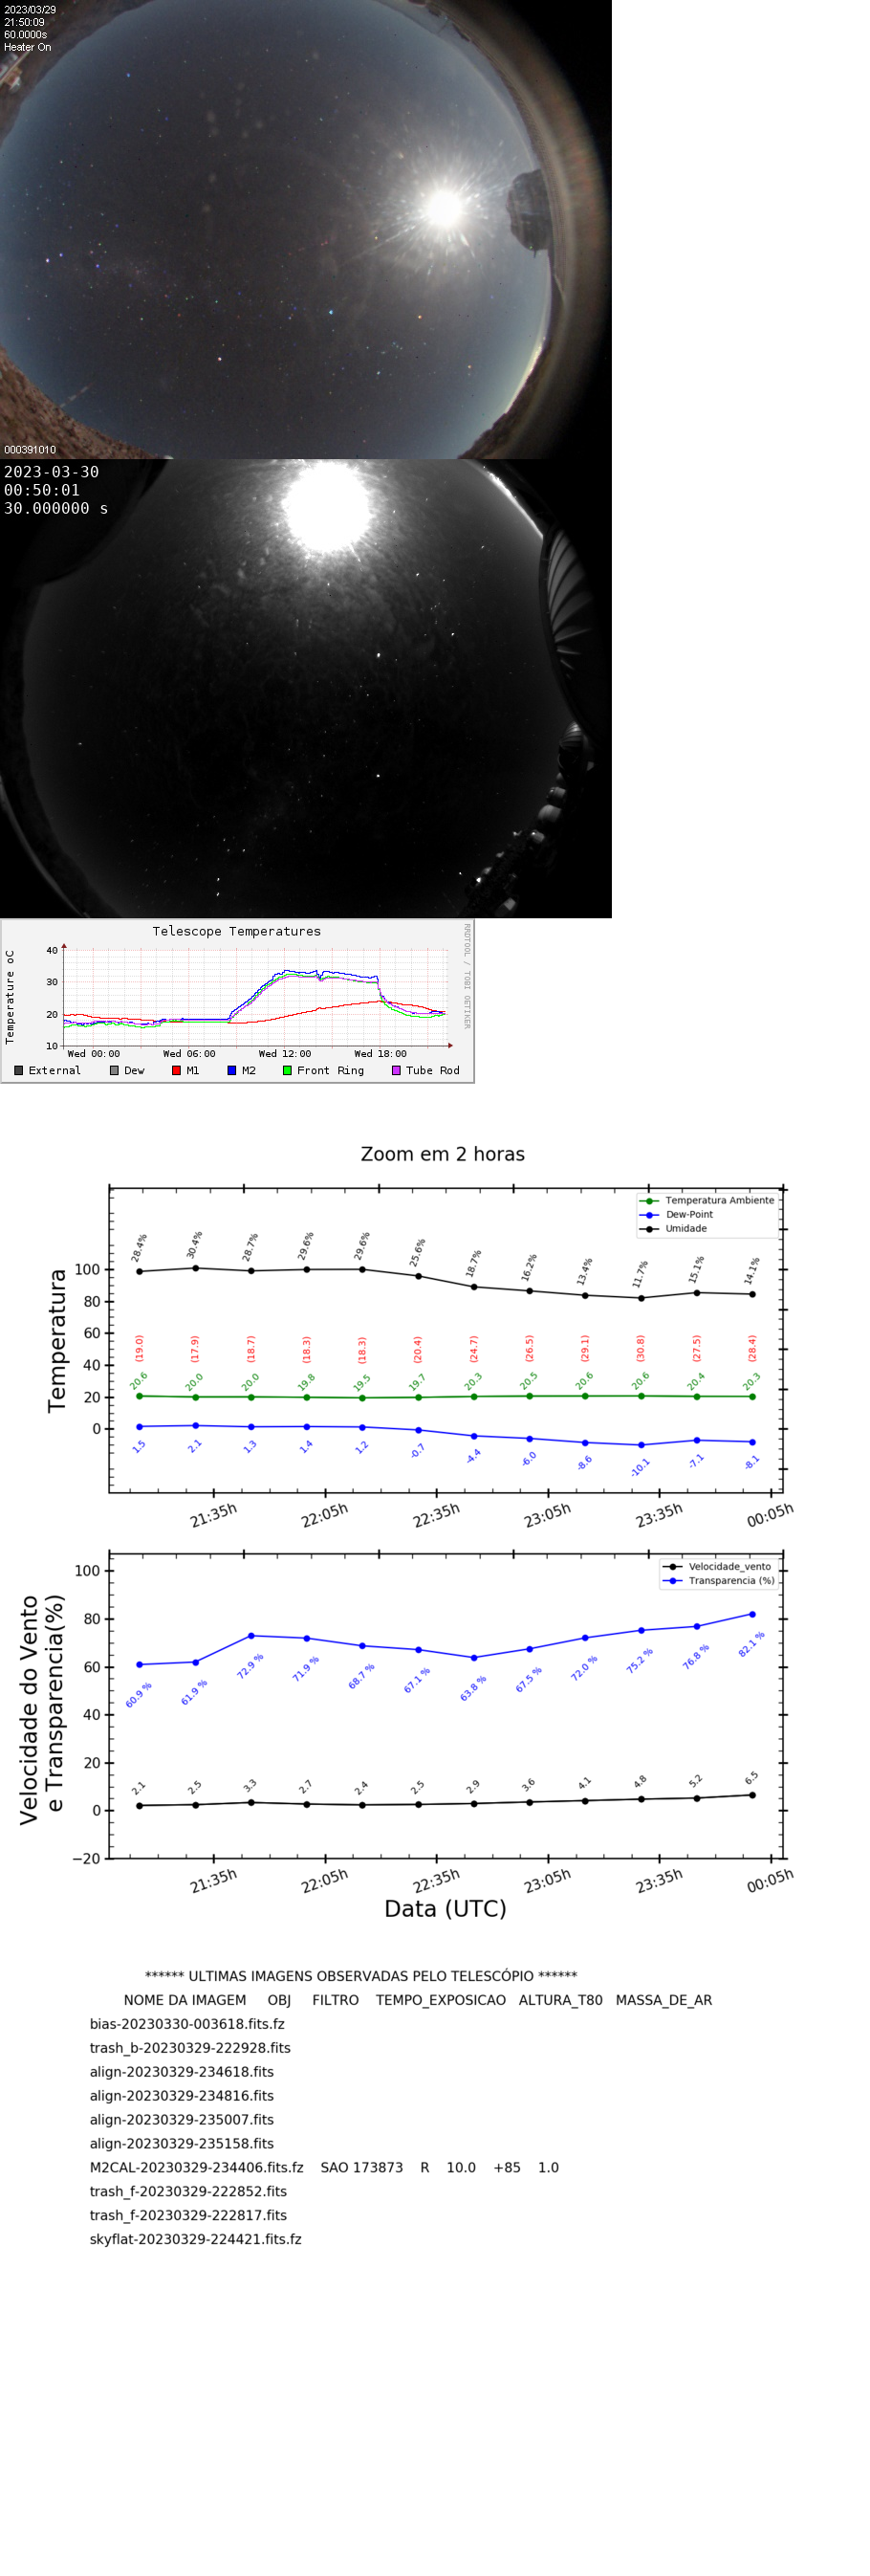 2023/03/29
21:50:09
60.0000s
Heater On
000391010
2023-03-30
00:50:01
30.000000 s
Telescope Temperatures
RRDTOOL / TOBI OETIKER
Temperature oC
40
30
20
10
Wed 00:00 Wed 06:00 Wed 12:00 Wed 18:00
External Dew M1 M2 Front Ring Tube Rod
Zoom em 2 horas
Temperatura Ambiente
Dew-Point
Umidade
Temperatura
100
80
60
40
20
0
28.4% 30.4% 28.7% 29.6% 29.6% 25.6% 18.7% 16.2% 13.4% 11.7% 15.1% 14.1%
(19.0) (17.9) (18.7) (18.3) (18.3) (20.4) (24.7) (26.5) (29.1) (30.8) (27.5) (28.4)
20.6 20.0 20.0 19.8 19.5 19.7 20.3 20.5 20.6 20.6 20.4 20.3
1.5 2.1 1.3 1.4 1.2 -0.7 -4.4 -6.0 -8.6 -10.1 -7.1 -8.1
21:35h 22:05h 22:35h 23:05h 23:35h 00:05h
Velocidade_vento
Transparencia (%)
Velocidade do Vento
e Transparencia(%)
100
80
60
40
20
0
−20
60.9 % 61.9 % 72.9 % 71.9 % 68.7 % 67.1 % 63.8 % 67.5 % 72.0 % 75.2 % 76.8 % 82.1 %
2.1 2.5 3.3 2.7 2.4 2.5 2.9 3.6 4.1 4.8 5.2 6.5
21:35h 22:05h 22:35h 23:05h 23:35h 00:05h
Data (UTC)
****** ULTIMAS IMAGENS OBSERVADAS PELO TELESCÓPIO ******
NOME DA IMAGEM OBJ FILTRO TEMPO_EXPOSICAO ALTURA_T80 MASSA_DE_AR
bias-20230330-003618.fits.fz
trash_b-20230329-222928.fits
align-20230329-234618.fits
align-20230329-234816.fits
align-20230329-235007.fits
align-20230329-235158.fits
M2CAL-20230329-234406.fits.fz SAO 173873 R 10.0 +85 1.0
trash_f-20230329-222852.fits
trash_f-20230329-222817.fits
skyflat-20230329-224421.fits.fz